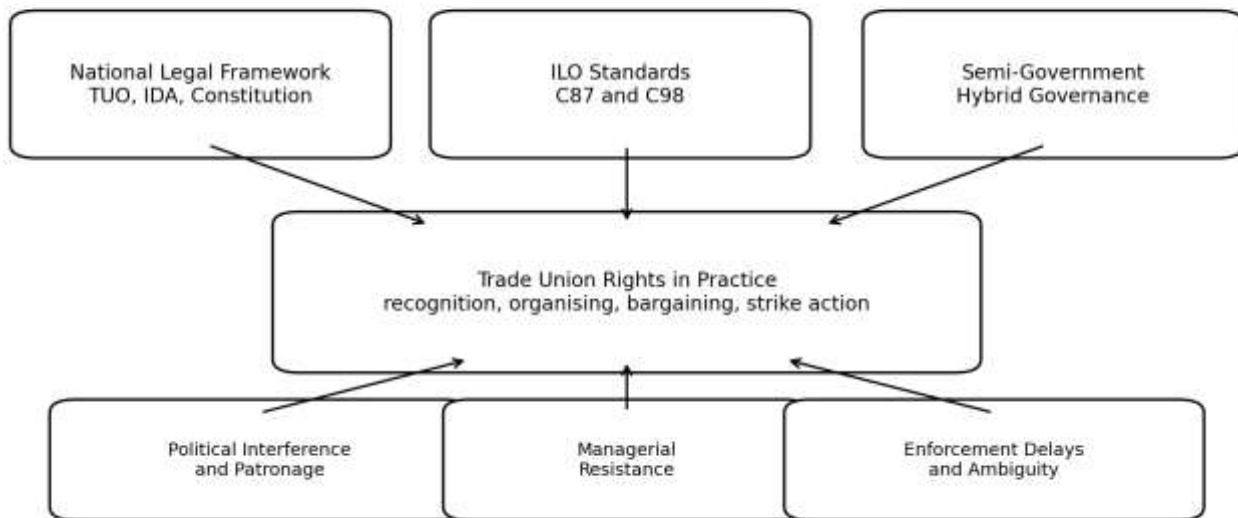 National Legal Framework
TUO, IDA, Constitution
ILO Standards
C87 and C98
Semi-Government
Hybrid Governance
Trade Union Rights in Practice
recognition, organising, bargaining, strike action
Political Interference
and Patronage
Managerial
Resistance
Enforcement Delays
and Ambiguity